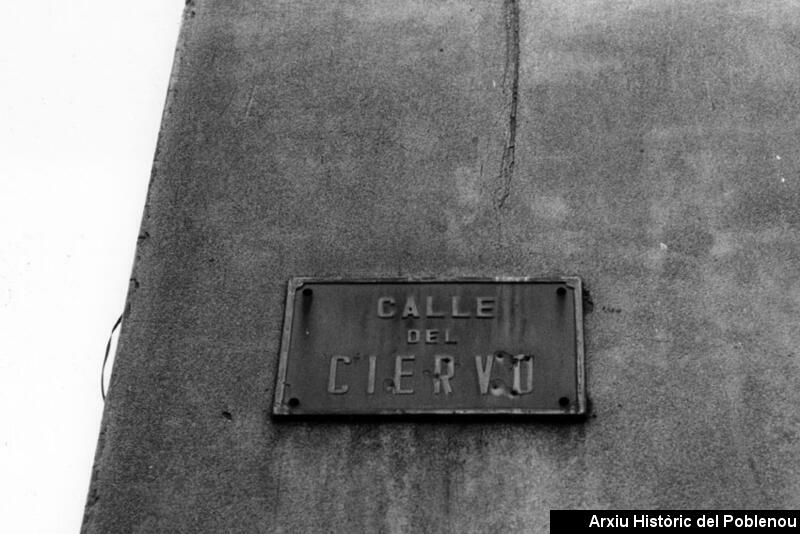 CALLE
DEL
CIERVO
Arxiu Històric del Poblenou